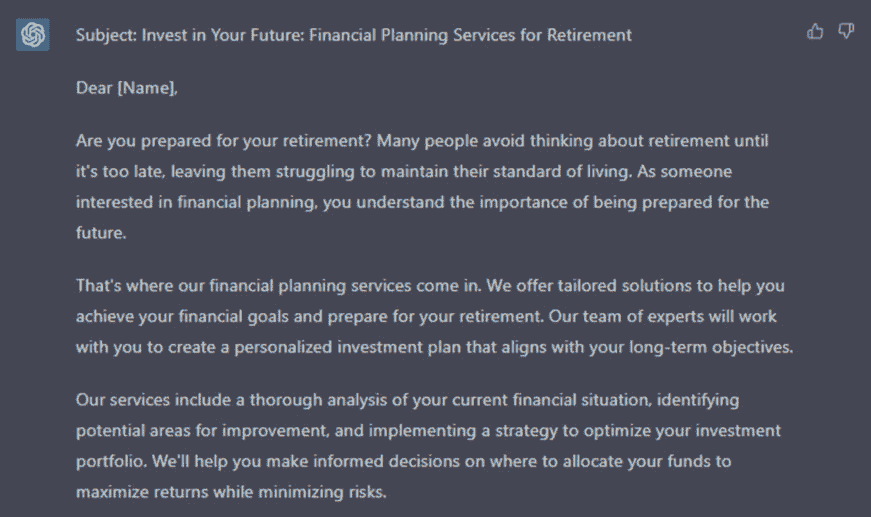 Subject: Invest in Your Future: Financial Planning Services for Retirement
Dear [Name],
Are you prepared for your retirement? Many people avoid thinking about retirement until
it's too late, leaving them struggling to maintain their standard of living. As someone
interested in financial planning, you understand the importance of being prepared for the
future.
That's where our financial planning services come in. We offer tailored solutions to help you
achieve your financial goals and prepare for your retirement. Our team of experts will work
with you to create a personalized investment plan that aligns with your long-term objectives.
Our services include a thorough analysis of your current financial situation, identifying
potential areas for improvement, and implementing a strategy to optimize your investment
portfolio. We'll help you make informed decisions on where to allocate your funds to
maximize returns while minimizing risks.